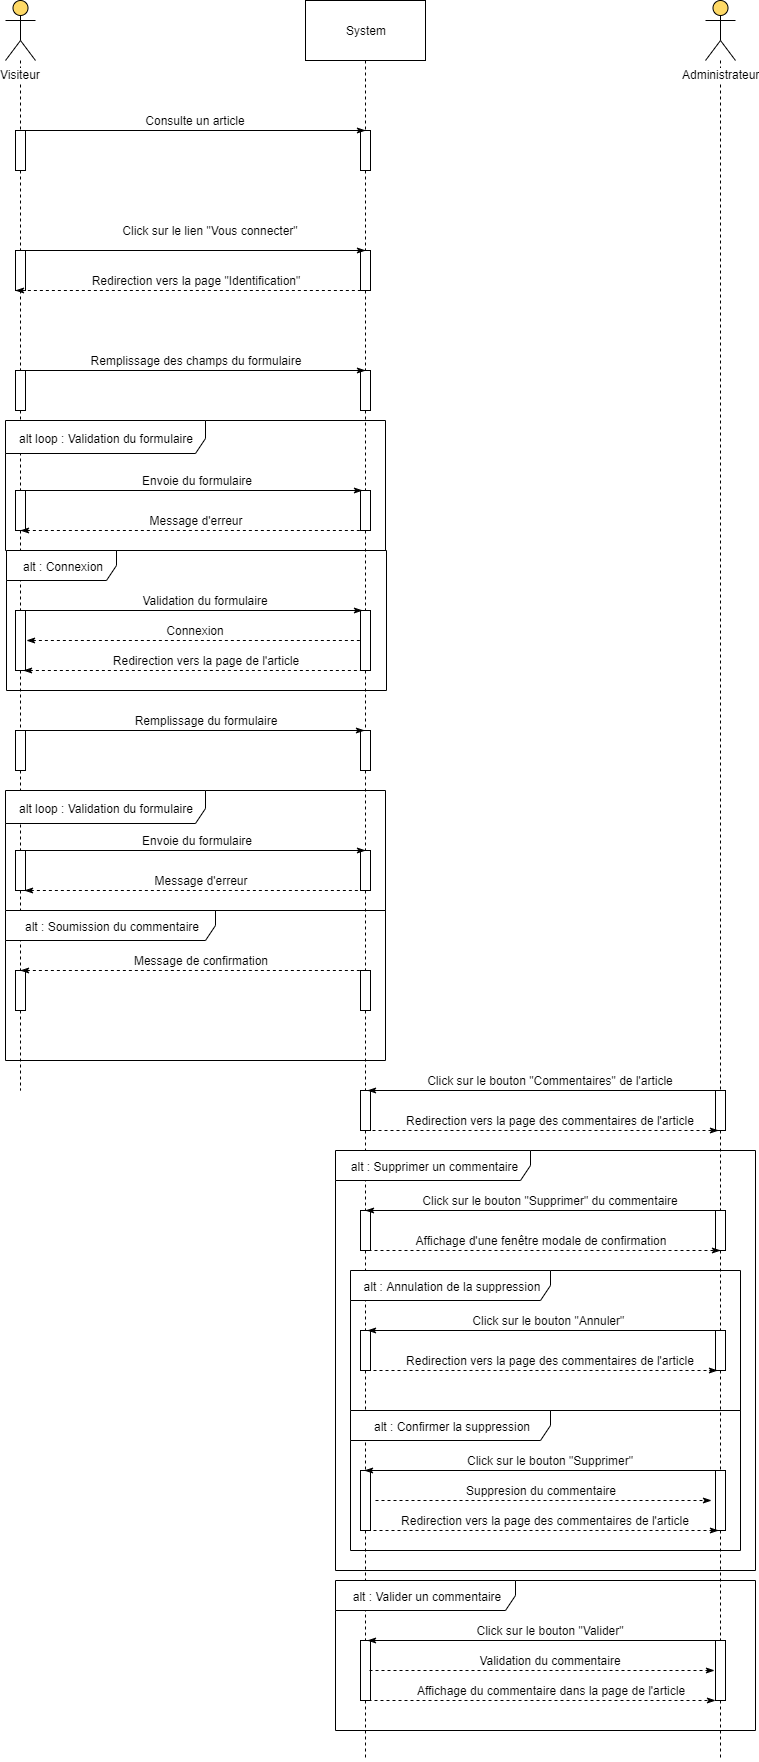 System
Visiteur
Administrateur
Consulte un article
Click sur le lien "Vous connecter"
Redirection vers la page "Identification"
Remplissage des champs du formulaire
alt loop : Validation du formulaire
Envoie du formulaire
Message d'erreur
alt : Connexion
Validation du formulaire
Connexion
Redirection vers la page de l'article
Remplissage du formulaire
alt loop : Validation du formulaire
Envoie du formulaire
Message d'erreur
alt : Soumission du commentaire
Message de confirmation
Click sur le bouton "Commentaires" de l'article
Redirection vers la page des commentaires de l'article
alt : Supprimer un commentaire
Click sur le bouton "Supprimer" du commentaire
Affichage d'une fenêtre modale de confirmation
alt : Annulation de la suppression
Click sur le bouton "Annuler"
Redirection vers la page des commentaires de l'article
alt : Confirmer la suppression
Click sur le bouton "Supprimer"
Suppresion du commentaire
Redirection vers la page des commentaires de l'article
alt : Valider un commentaire
Click sur le bouton "Valider"
Validation du commentaire
Affichage du commentaire dans la page de l'article